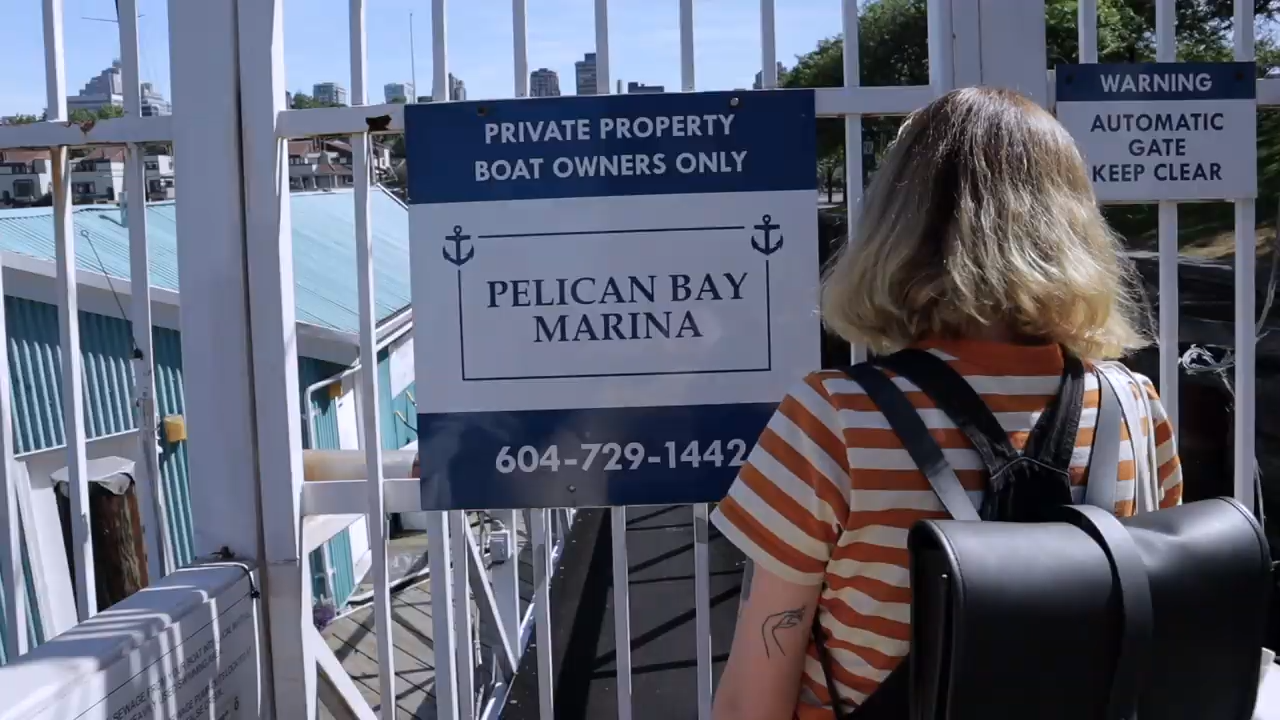 PRIVATE PROPERTY
BOAT OWNERS ONLY
PELICAN BAY
MARINA
604-729-1442
WARNING
AUTOMATIC
GATE
KEEP CLEAR